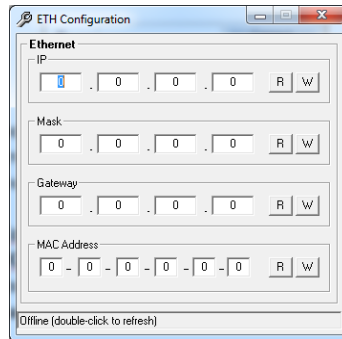 ETH Configuration
Ethernet
IP
0 . 0 . 0 . 0 R W
Mask
0 . 0 . 0 . 0
Gateway
0 . 0 . 0 . 0 R W
MAC Address
0 - 0 - 0 - 0 - 0 - 0 R W
Offline (double-click to refresh)